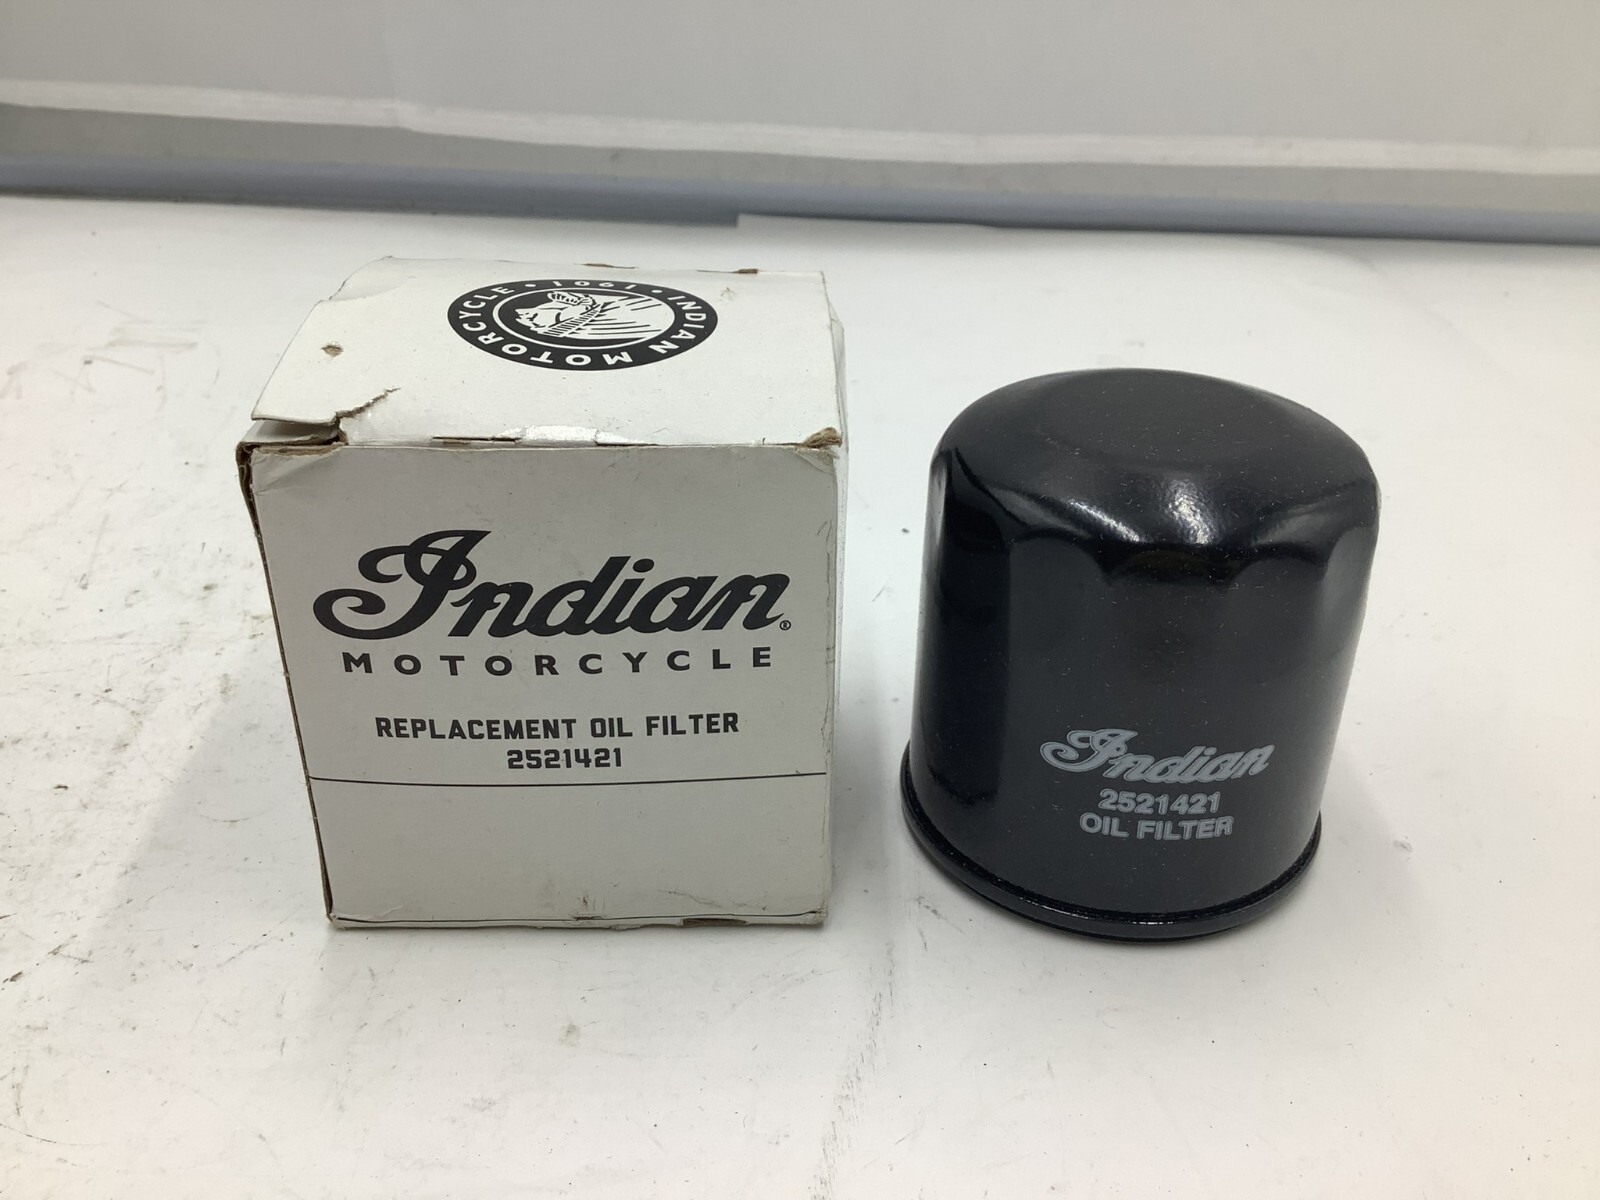 INDIAN MOTORCYCLE • 1901 •
Indian®
MOTORCYCLE
REPLACEMENT OIL FILTER
2521421
Indian
2521421
OIL FILTER